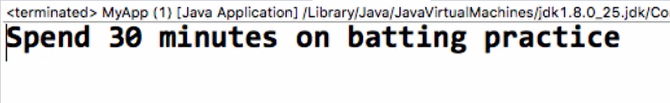 <terminated> MyApp (1) [Java Application] /Library/Java/JavaVirtualMachines/jdk1.8.0_25.jdk/Co
Spend 30 minutes on batting practice